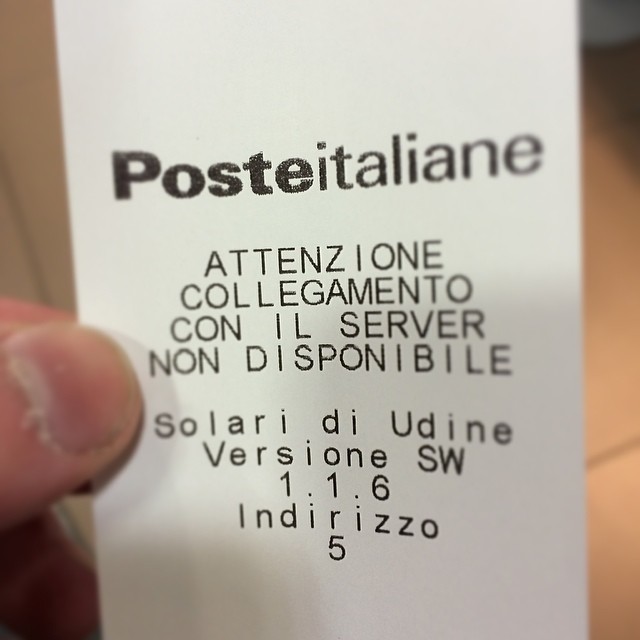 Posteitaliane
ATTENZIONE
COLLEGAMENTO
CON IL SERVER
NON DISPONIBILE
Solari di Udine
Versione SW
1.1.6
Indirizzo
5